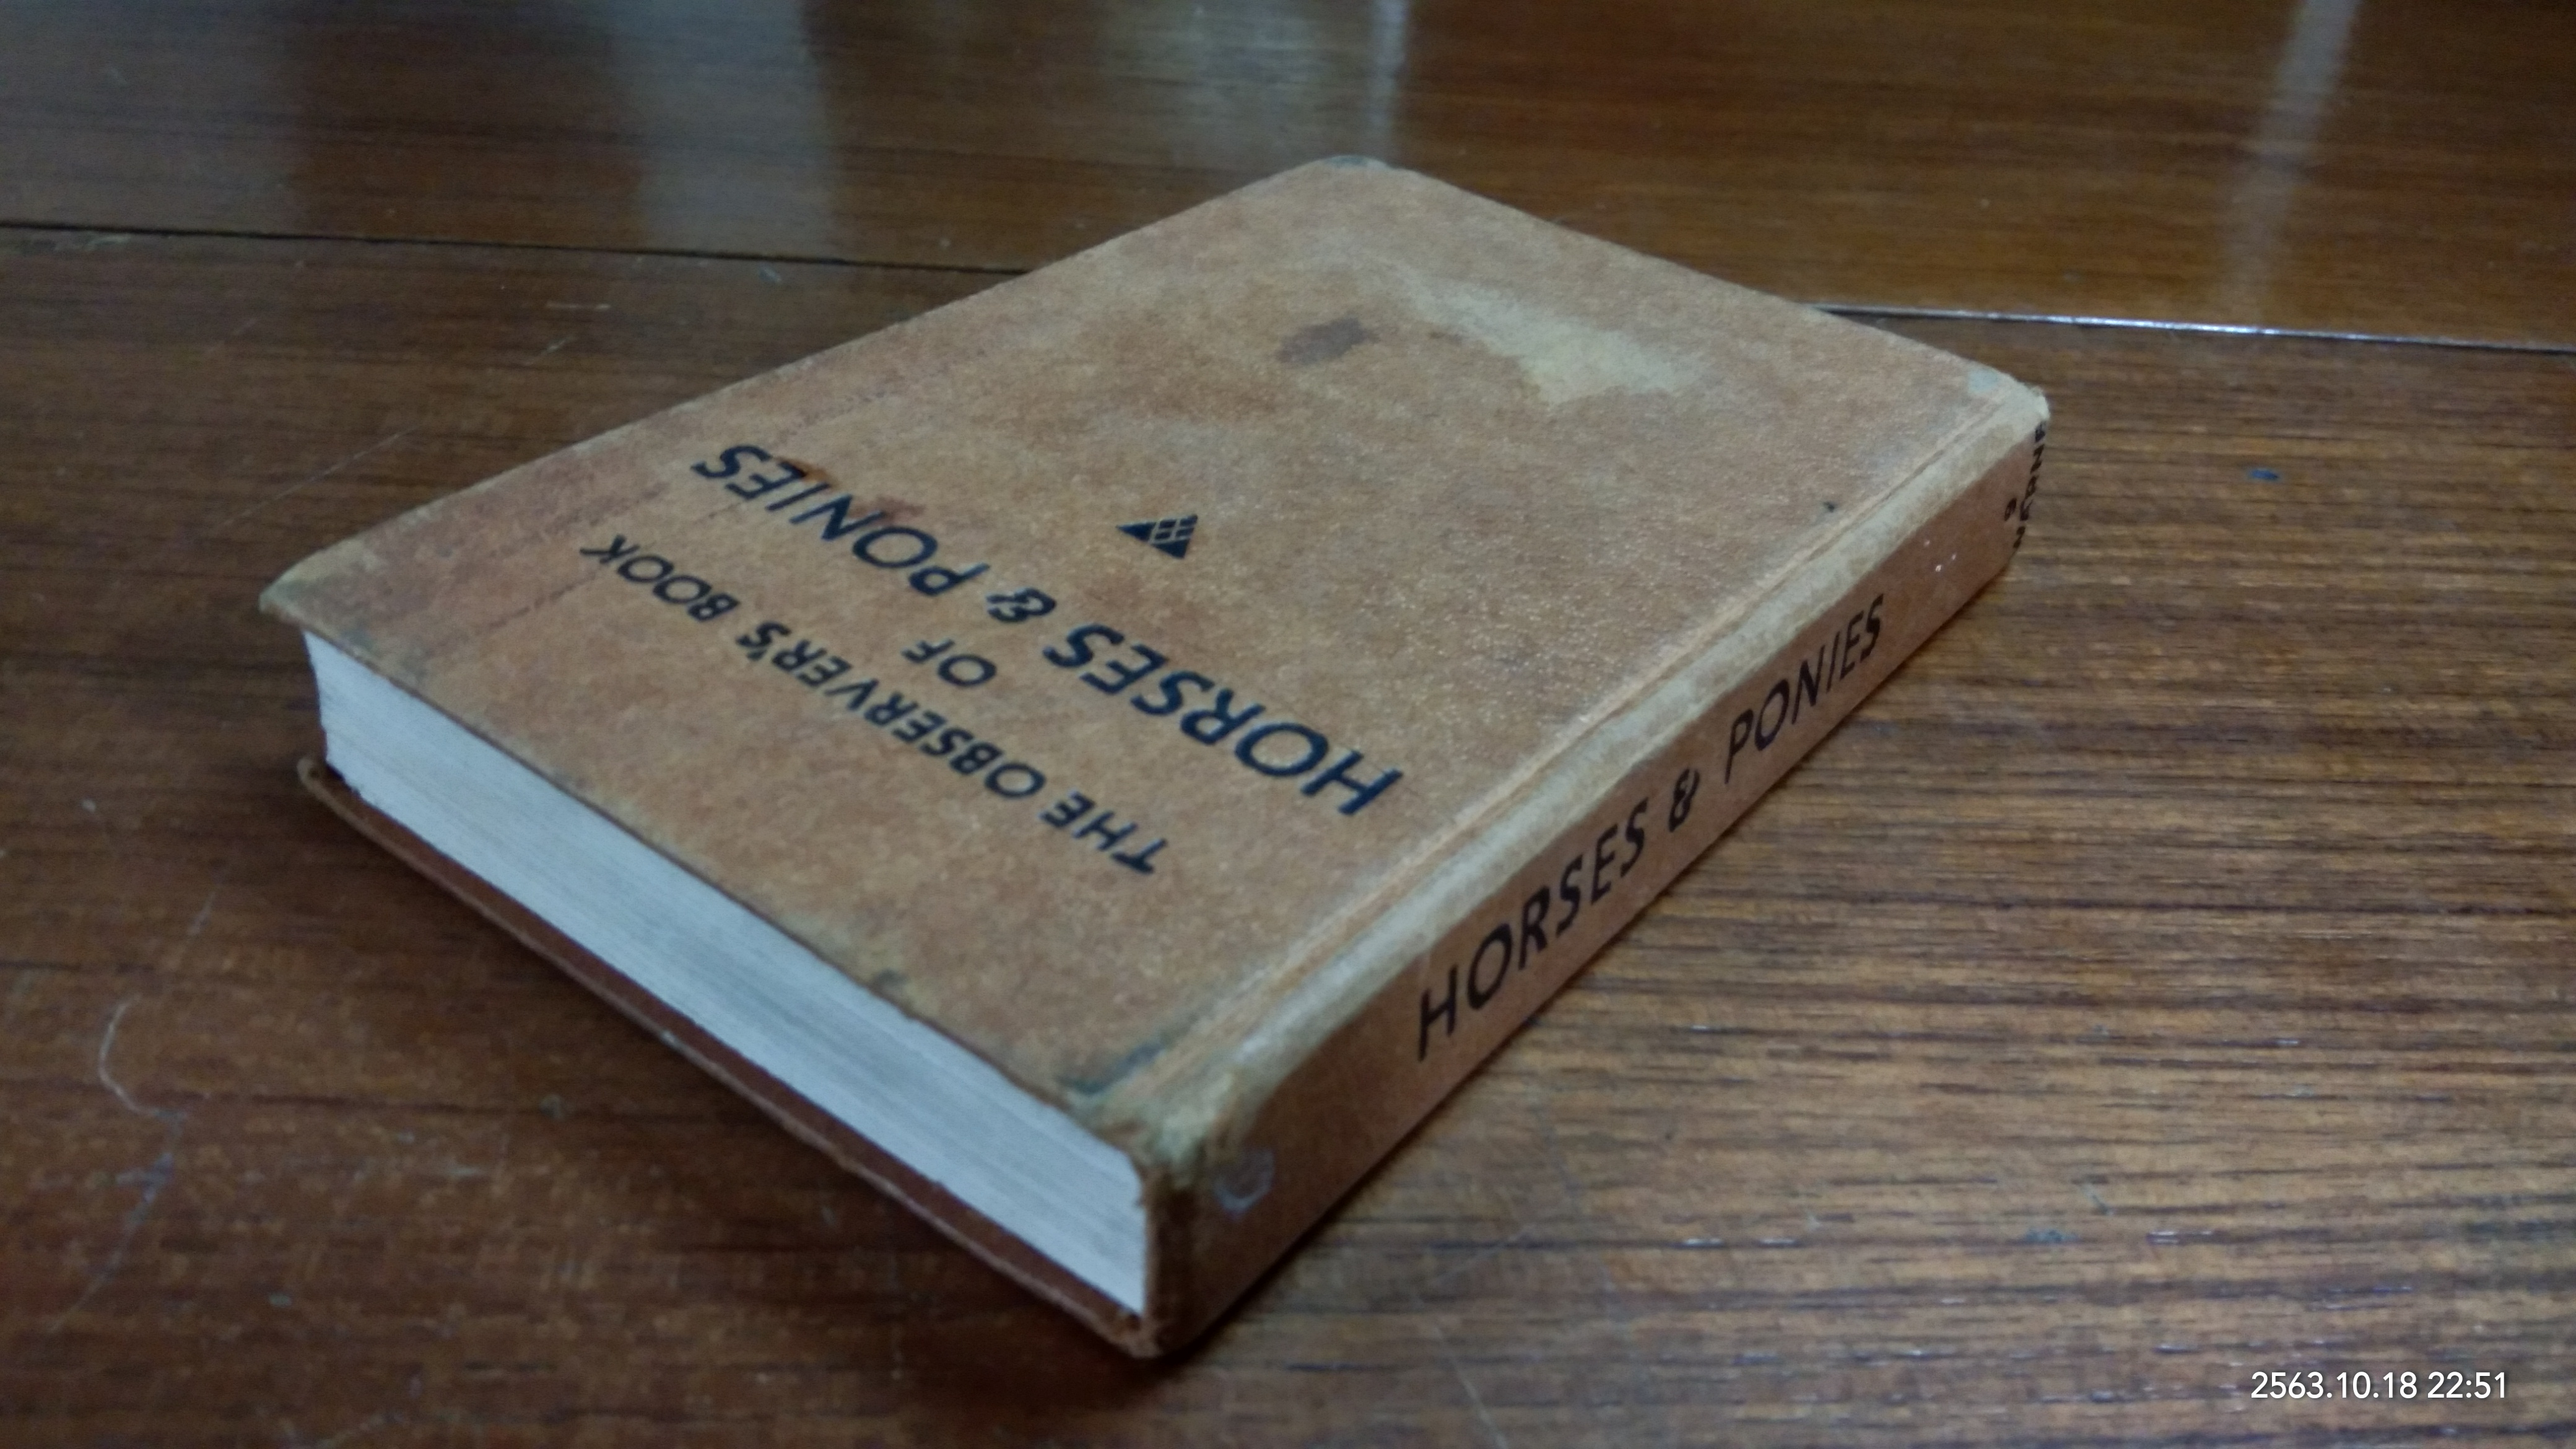 THE OBSERVER'S BOOK
OF
HORSES & PONIES
HORSES & PONIES
2563.10.18 22:51